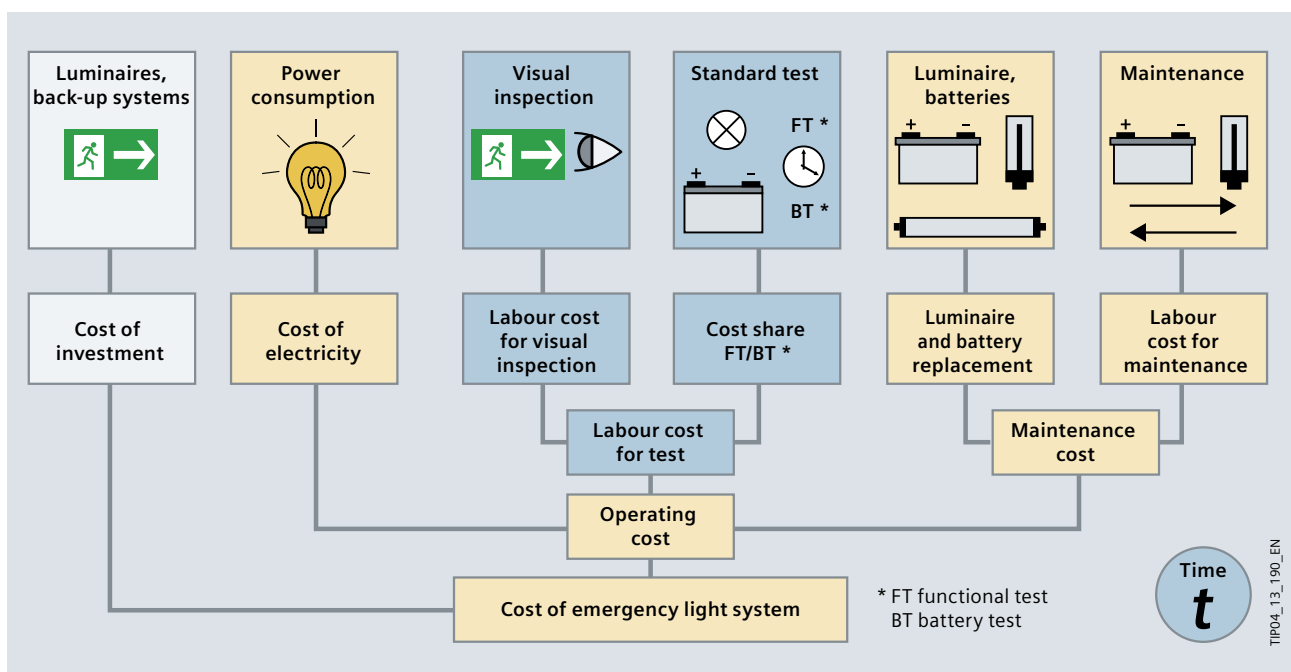 Luminaires,
back-up systems
Power
consumption
Visual
inspection
Standard test
FT *
+ –
BT *
Luminaire,
batteries
+ –
Maintenance
+ –
Cost of
investment
Cost of
electricity
Labour cost
for visual
inspection
Cost share
FT/BT *
Luminaire
and battery
replacement
Labour
cost for
maintenance
Labour cost
for test
Maintenance
cost
Operating
cost
Cost of emergency light system
* FT functional test
BT battery test
Time
t
TIP04_13_190_EN